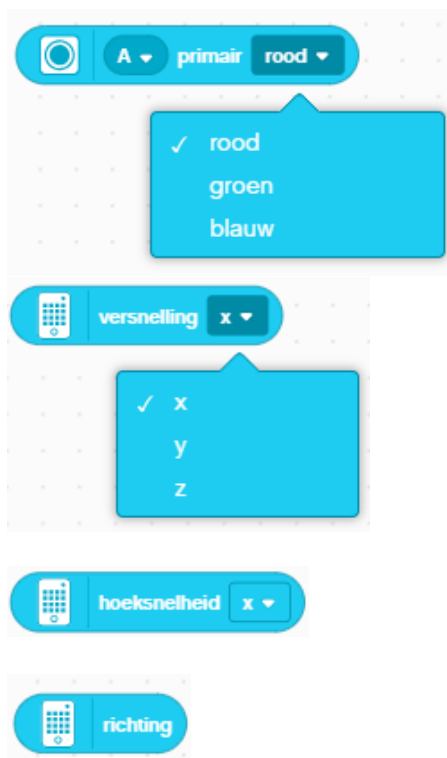 A primair rood
rood
groen
blauw
versnelling x
x
y
z
hoeksnelheid x
richting